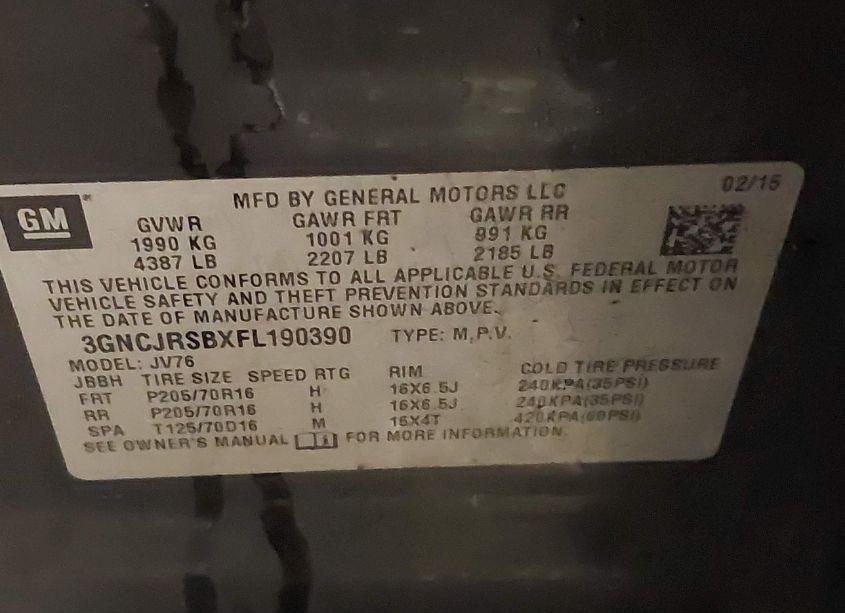 GM
MFD BY GENERAL MOTORS LLC
02/15
GVWR GAWR FRT GAWR RR
1990 KG 1001 KG 991 KG
4387 LB 2207 LB 2185 LB
THIS VEHICLE CONFORMS TO ALL APPLICABLE U.S. FEDERAL MOTOR
VEHICLE SAFETY AND THEFT PREVENTION STANDARDS IN EFFECT ON
THE DATE OF MANUFACTURE SHOWN ABOVE.
3GNCJRSBXFL190390 TYPE: M.P.V.
MODEL: JV76
JBBH TIRE SIZE SPEED RTG RIM COLD TIRE PRESSURE
FRT P205/70R16 H 16X6.5J 240KPA(35PSI)
RR P205/70R16 H 16X6.5J 240KPA(35PSI)
SPA T125/70D16 M 16X4T 420KPA(60PSI)
SEE OWNER'S MANUAL FOR MORE INFORMATION.